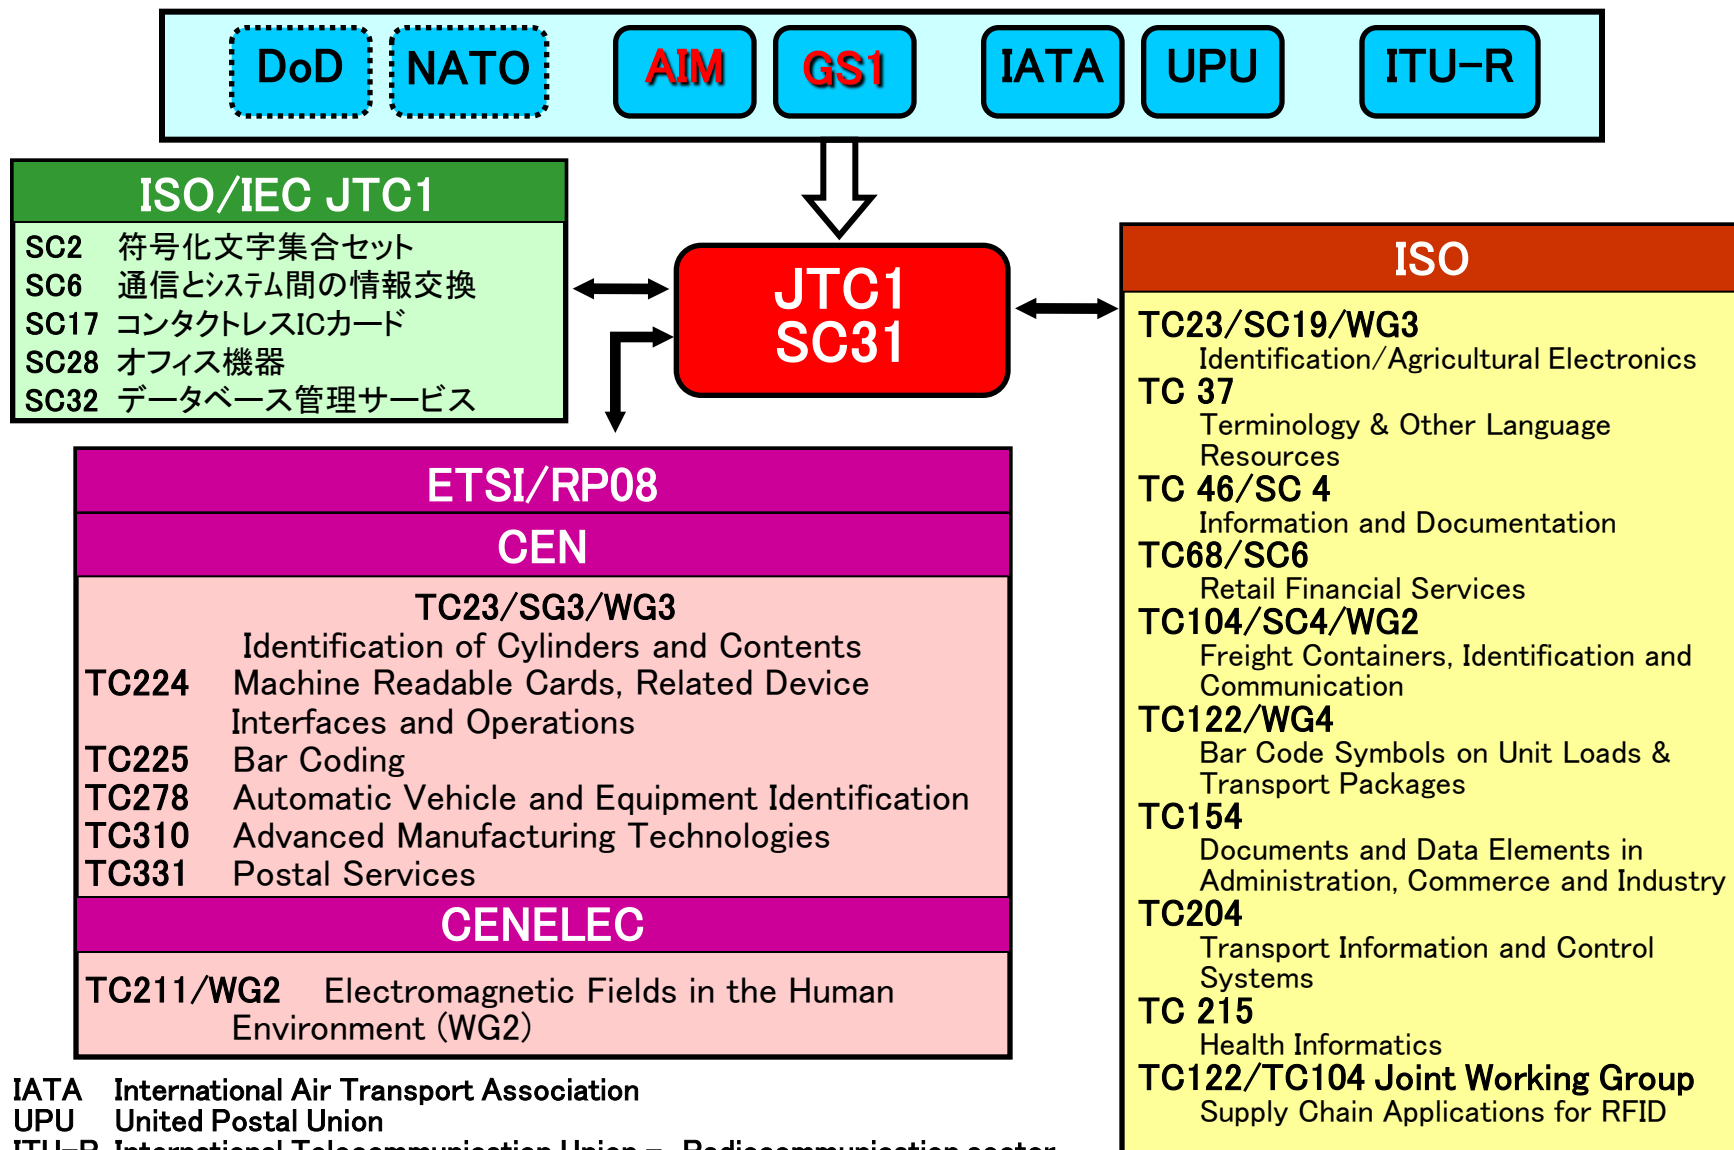 DoD NATO AIM GS1 IATA UPU ITU-R
ISO/IEC JTC1
SC2 符号化文字集合セット
SC6 通信とシステム間の情報交換
SC17 コンタクトレスICカード
SC28 オフィス機器
SC32 データベース管理サービス
JTC1
SC31
ISO
TC23/SC19/WG3
Identification/Agricultural Electronics
TC 37
Terminology & Other Language
Resources
TC 46/SC 4
Information and Documentation
TC68/SC6
Retail Financial Services
TC104/SC4/WG2
Freight Containers, Identification and
Communication
TC122/WG4
Bar Code Symbols on Unit Loads &
Transport Packages
TC154
Documents and Data Elements in
Administration, Commerce and Industry
TC204
Transport Information and Control
Systems
TC 215
Health Informatics
TC122/TC104 Joint Working Group
Supply Chain Applications for RFID
ETSI/RP08
CEN
TC23/SG3/WG3
Identification of Cylinders and Contents
TC224 Machine Readable Cards, Related Device
Interfaces and Operations
TC225 Bar Coding
TC278 Automatic Vehicle and Equipment Identification
TC310 Advanced Manufacturing Technologies
TC331 Postal Services
CENELEC
TC211/WG2 Electromagnetic Fields in the Human
Environment (WG2)
IATA International Air Transport Association
UPU United Postal Union
ITU-R International Telecommunication Union - Radiocommunication sector